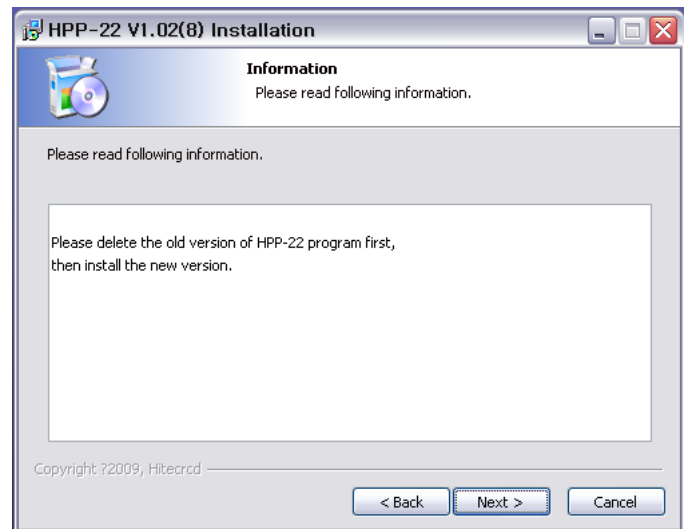 HPP-22 V1.02(8) Installation
Information
Please read following information.
Please read following information.
Please delete the old version of HPP-22 program first,
then install the new version.
Copyright ?2009, Hitecrcd
< Back
Next >
Cancel